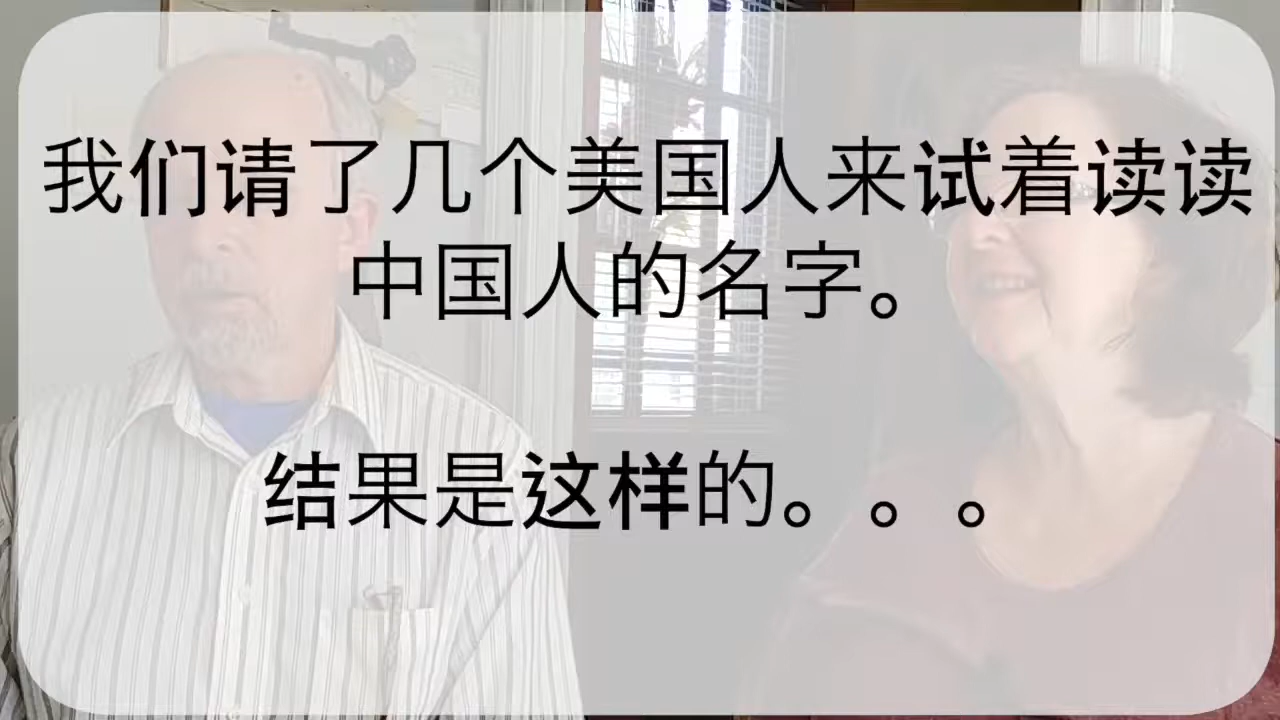 我们请了几个美国人来试着读读
中国人的名字。
结果是这样的。。。